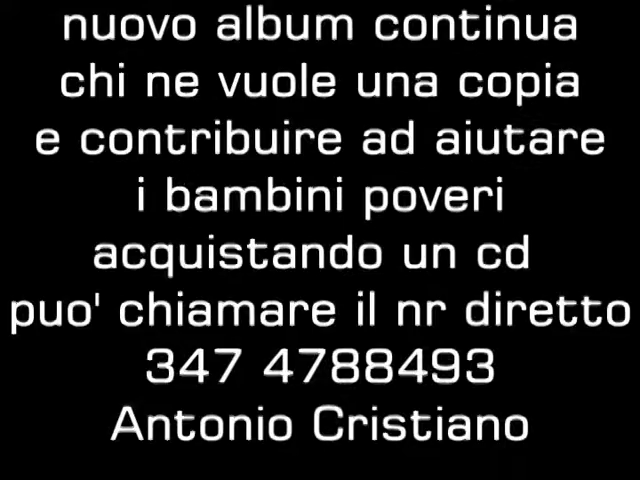 nuovo album continua
chi ne vuole una copia
e contribuire ad aiutare
i bambini poveri
acquistando un cd
puo' chiamare il nr diretto
347 4788493
Antonio Cristiano